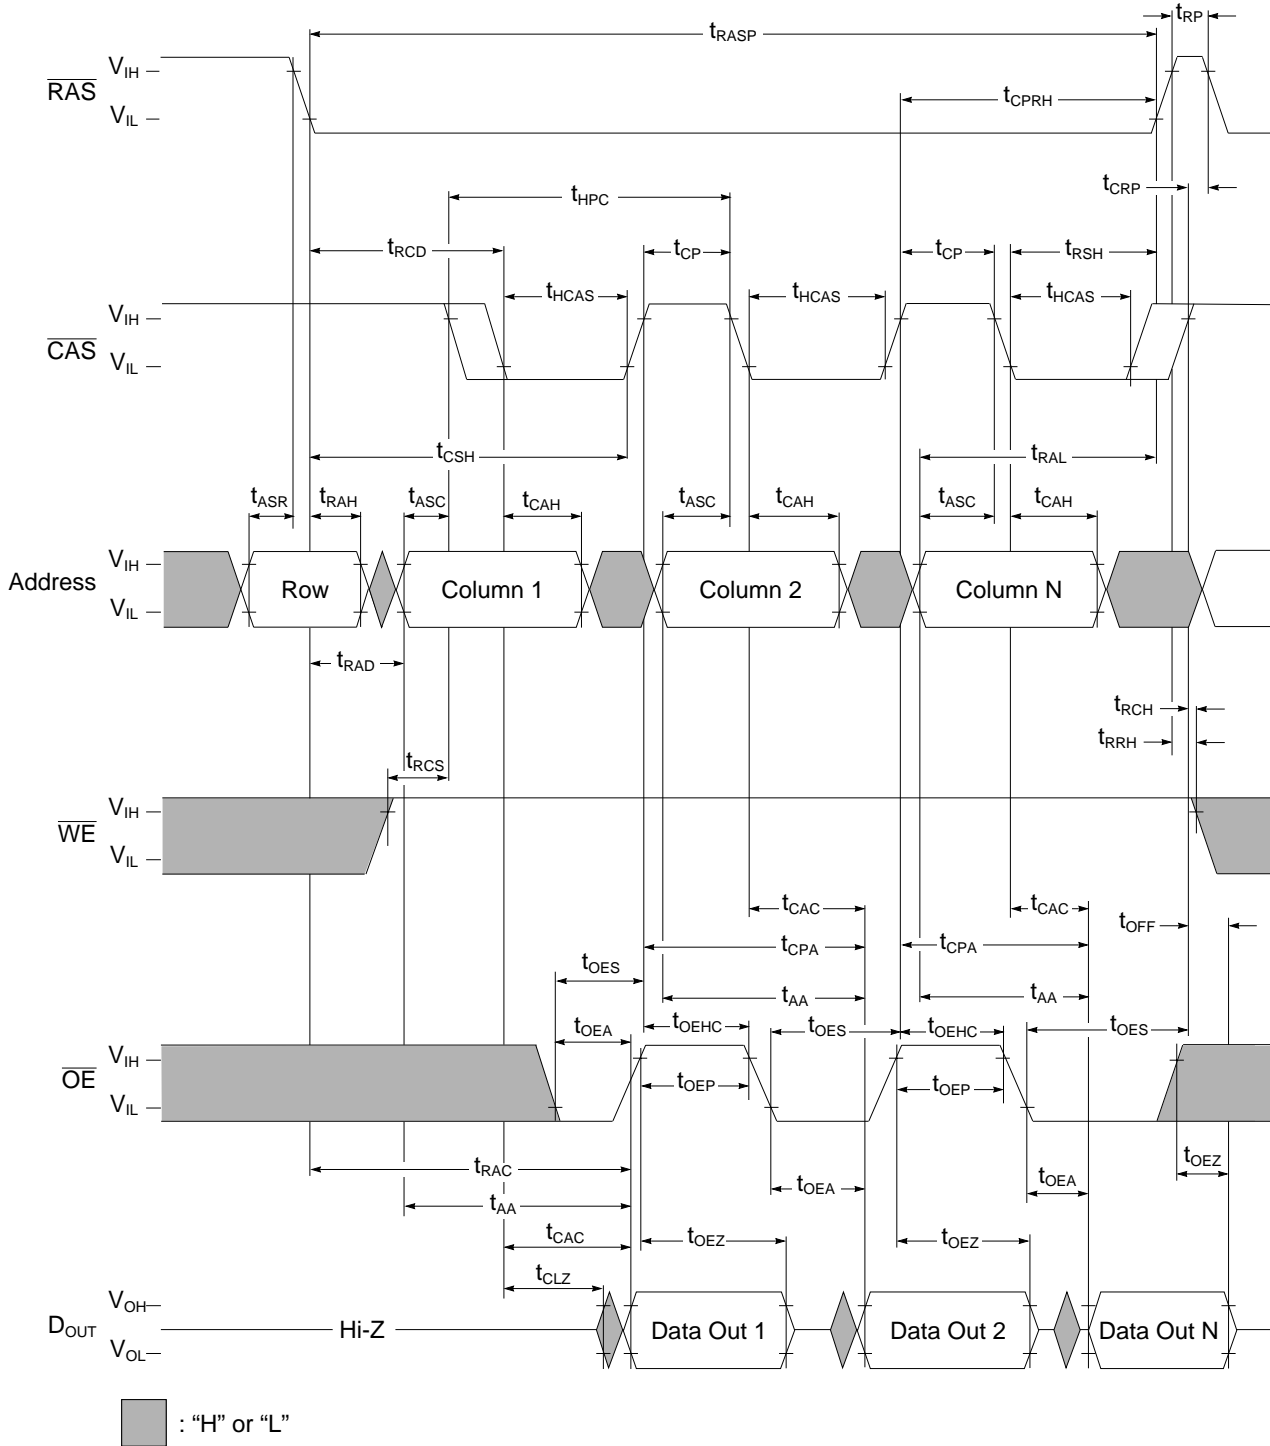 tRP
tRASP
VIH
RAS
VIL
tCPRH
tCRP
tHPC
tRCD
tCP
tCP
tRSH
tHCAS
tHCAS
tHCAS
VIH
CAS
VIL
tCSH
tRAL
tASR
tRAH
tASC
tCAH
tASC
tCAH
tASC
tCAH
VIH
Address
Row
Column 1
Column 2
Column N
VIL
tRAD
tRCH
tRRH
tRCS
VIH
WE
VIL
tCAC
tCAC
tOFF
tCPA
tCPA
tOES
tAA
tAA
tOEA
tOEHC
tOES
tOEHC
tOES
VIH
OE
VIL
tOEP
tOEP
tRAC
tOEZ
tOEA
tOEA
tAA
tCAC
tOEZ
tOEZ
tCLZ
VOH
DOUT
Hi-Z
Data Out 1
Data Out 2
Data Out N
VOL
: “H” or “L”